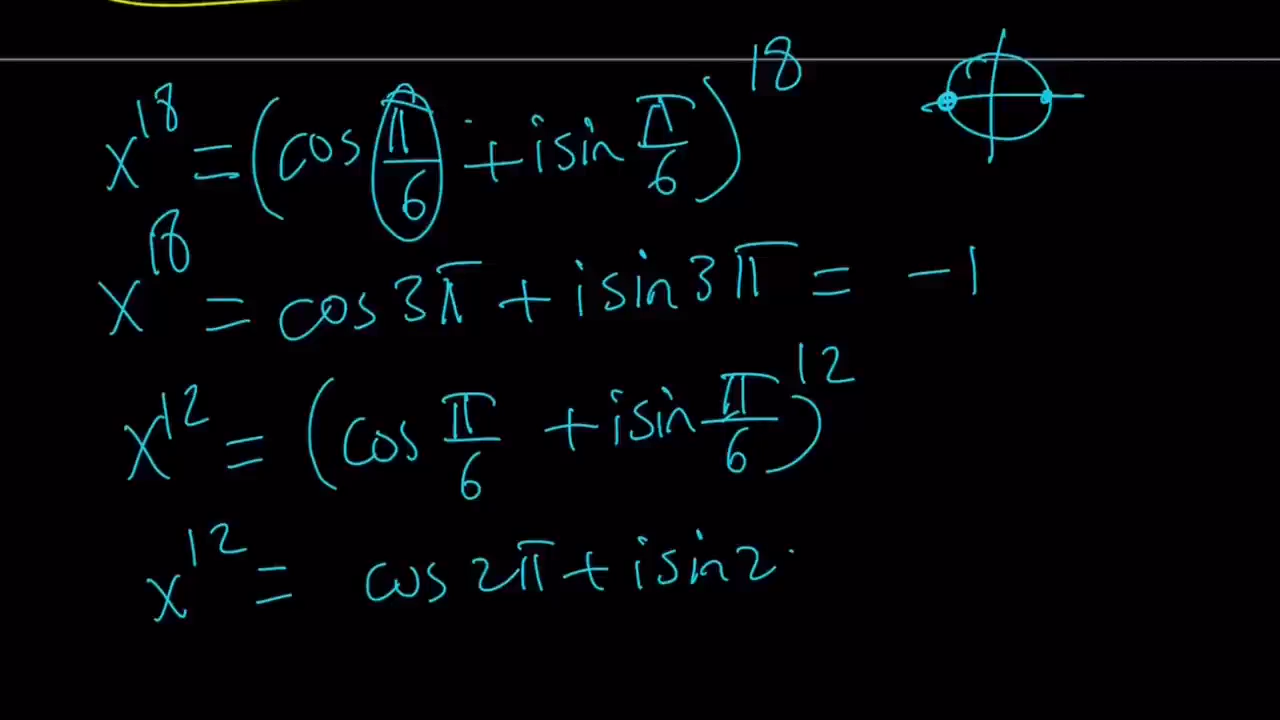 x^18 = (cos π/6 + i sin π/6)^18
x^18 = cos 3π + i sin 3π = -1
x^12 = (cos π/6 + i sin π/6)^12
x^12 = cos 2π + i sin 2